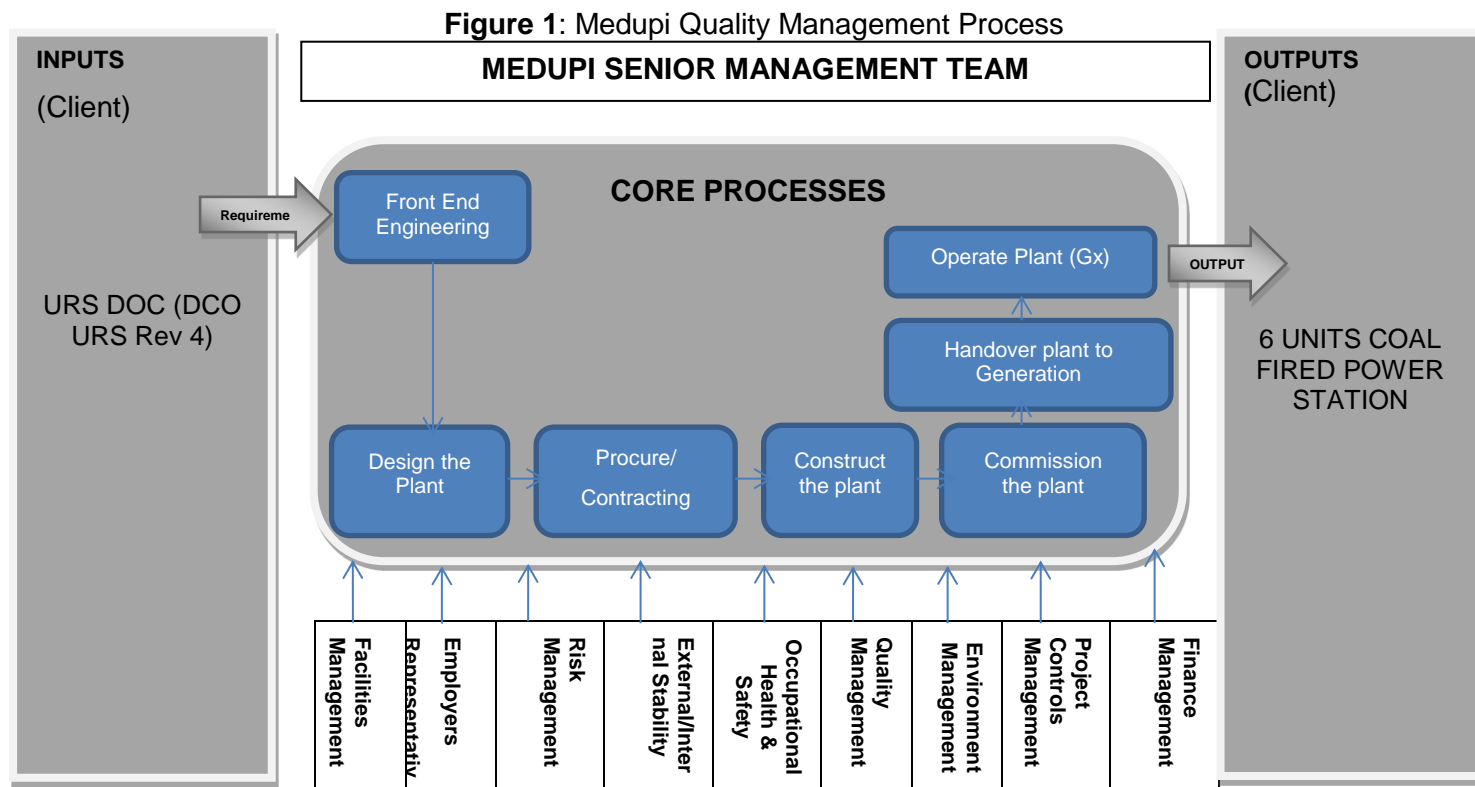 Figure 1: Medupi Quality Management Process
INPUTS
(Client)
MEDUPI SENIOR MANAGEMENT TEAM
OUTPUTS
(Client)
CORE PROCESSES
Requireme
Front End
Engineering
Operate Plant (Gx)
OUTPUT
URS DOC (DCO
URS Rev 4)
Handover plant to
Generation
6 UNITS COAL
FIRED POWER
STATION
Design the
Plant
Procure/
Contracting
Construct
the plant
Commission
the plant
Facilities
Management
Employers
Representativ
Risk
Management
External/Inter
nal Stability
Occupational
Health &
Safety
Quality
Management
Environment
Management
Project
Controls
Management
Finance
Management